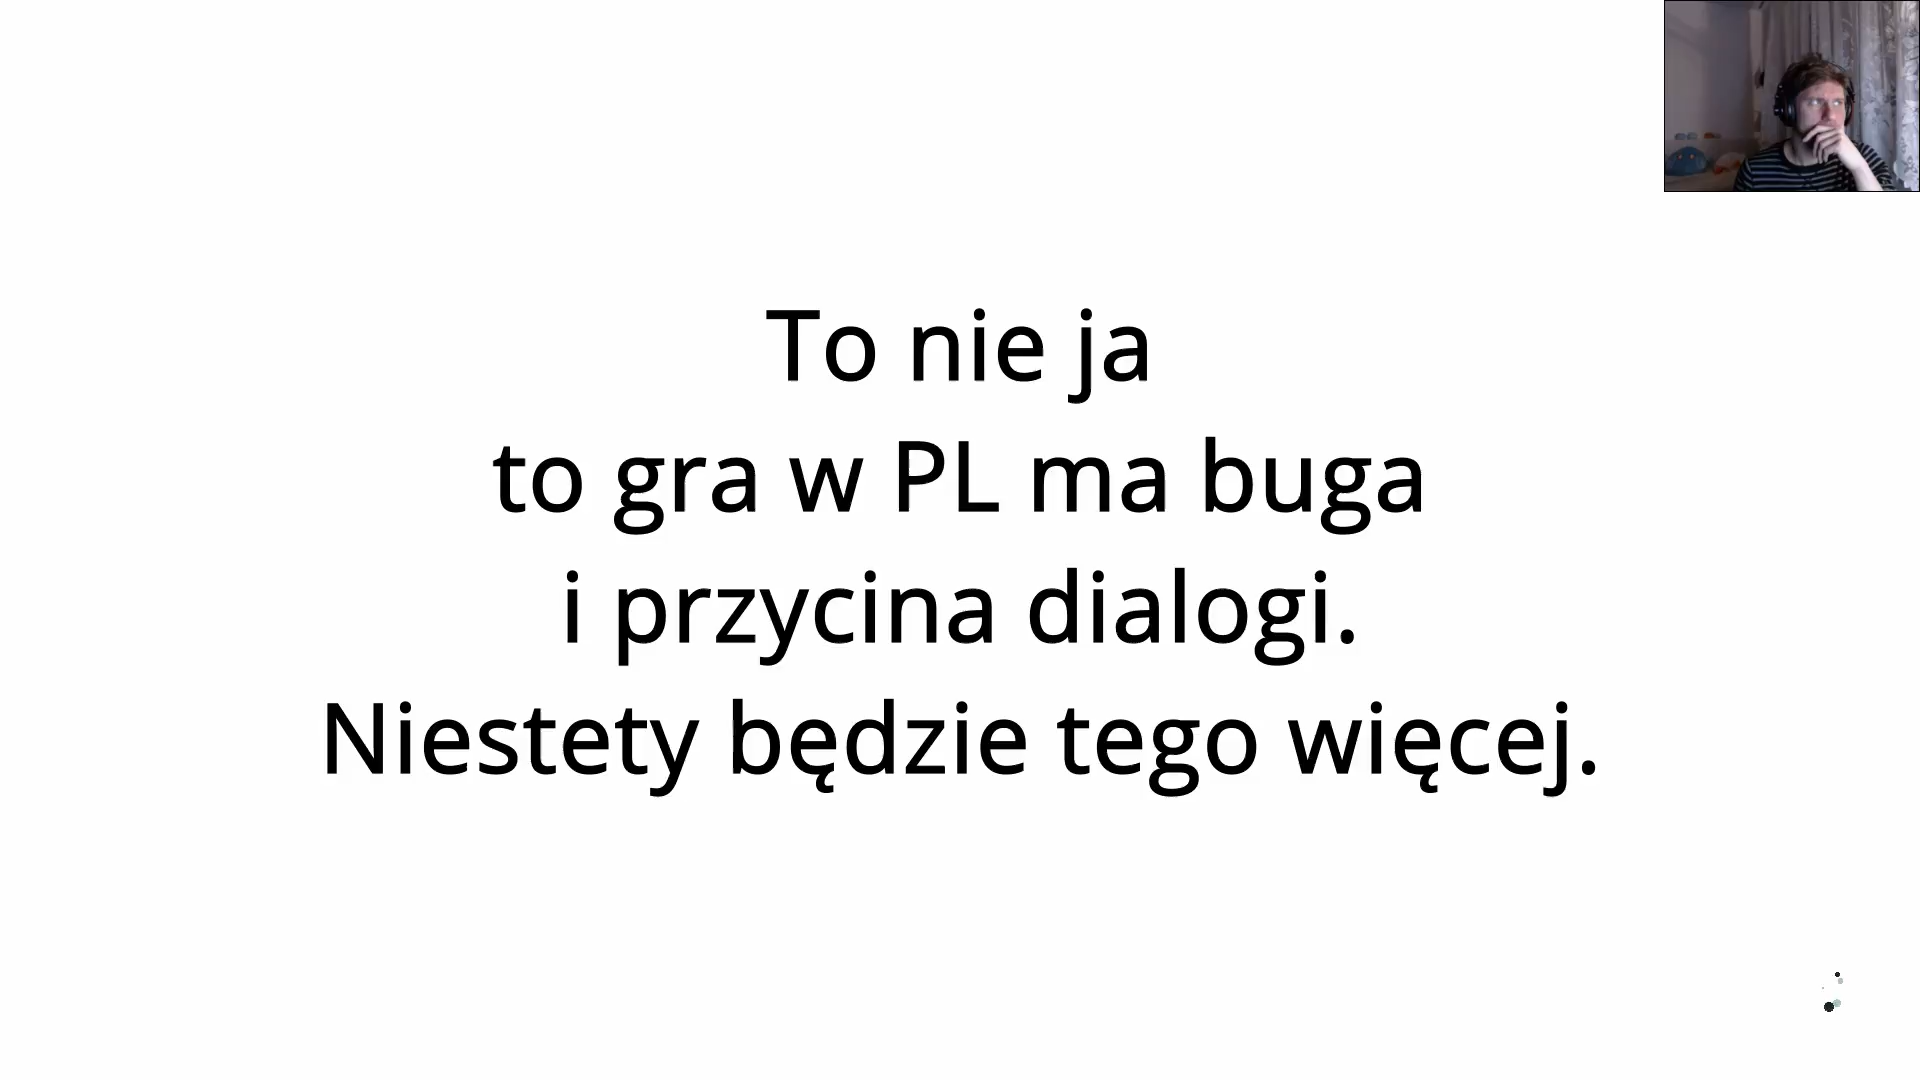 To nie ja
to gra w PL ma buga
i przycina dialogi.
Niestety będzie tego więcej.